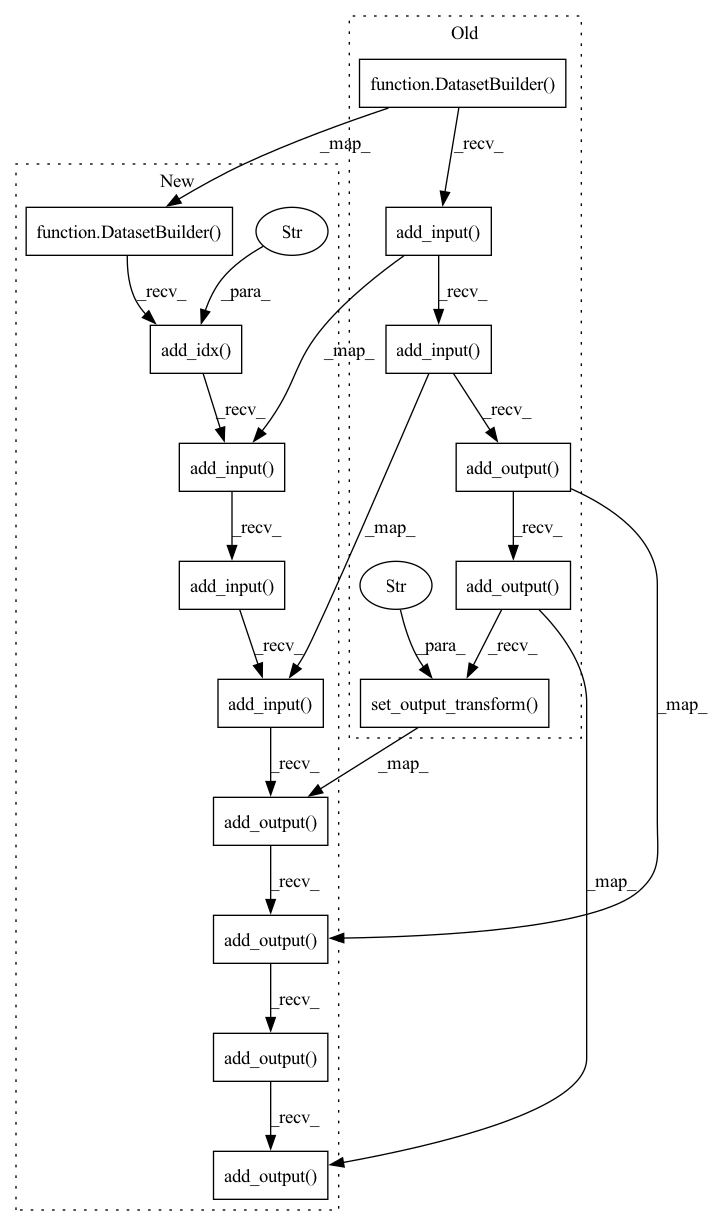 Old
function.DatasetBuilder()
_map_
_recv_
New
function.DatasetBuilder()
Str
add_input()
_recv_
_para_
_recv_
add_idx()
_map_
add_input()
_recv_
_recv_
add_input()
add_output()
_recv_
_map_
_recv_
add_input()
Str
add_output()
_recv_
_para_
_recv_
add_input()
set_output_transform()
_map_
_recv_
_map_
add_output()
_recv_
_map_
add_output()
_recv_
add_output()
_recv_
add_output()